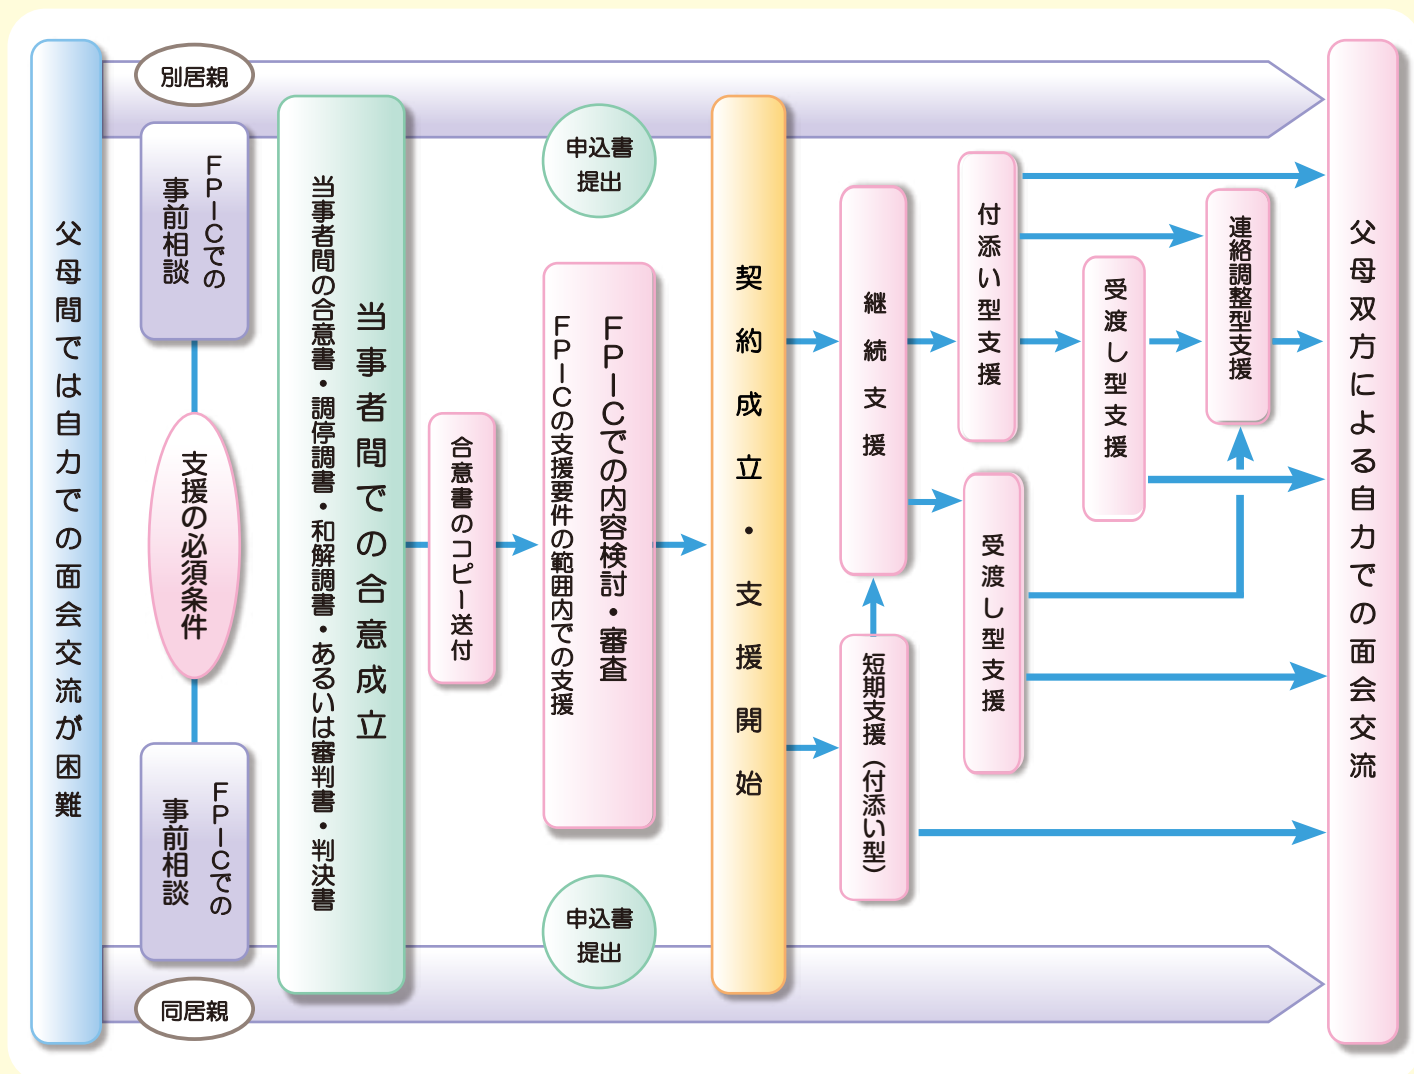 父母間では自力での面会交流が困難
別居親
FPICでの
事前相談
支援の必須条件
FPICでの
事前相談
同居親
当事者間での合意成立
当事者間の合意書・調停調書・和解調書・あるいは審判書・判決書
合意書のコピー送付
申込書
提出
FPICでの内容検討・審査
FPICの支援要件の範囲内での支援
申込書
提出
契約成立・支援開始
継続支援
短期支援（付添い型）
付添い型支援
受渡し型支援
受渡し型支援
連絡調整型支援
父母双方による自力での面会交流